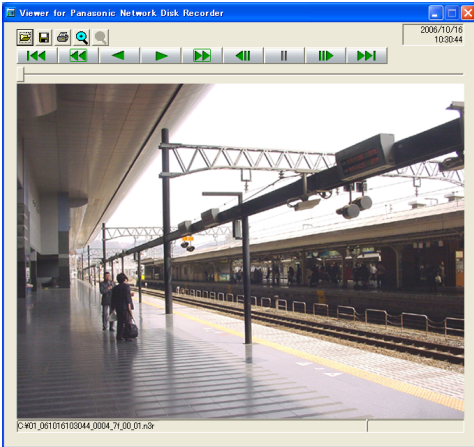 Viewer for Panasonic Network Disk Recorder
2006/10/16
10:30:44
C:¥01_061016103044_0004_7f_00_01.n3r